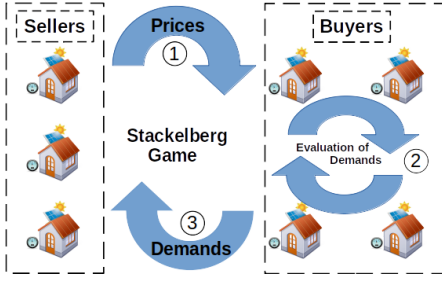 Sellers
Prices
1
Buyers
Stackelberg
Game
Evaluation of
Demands
2
3
Demands